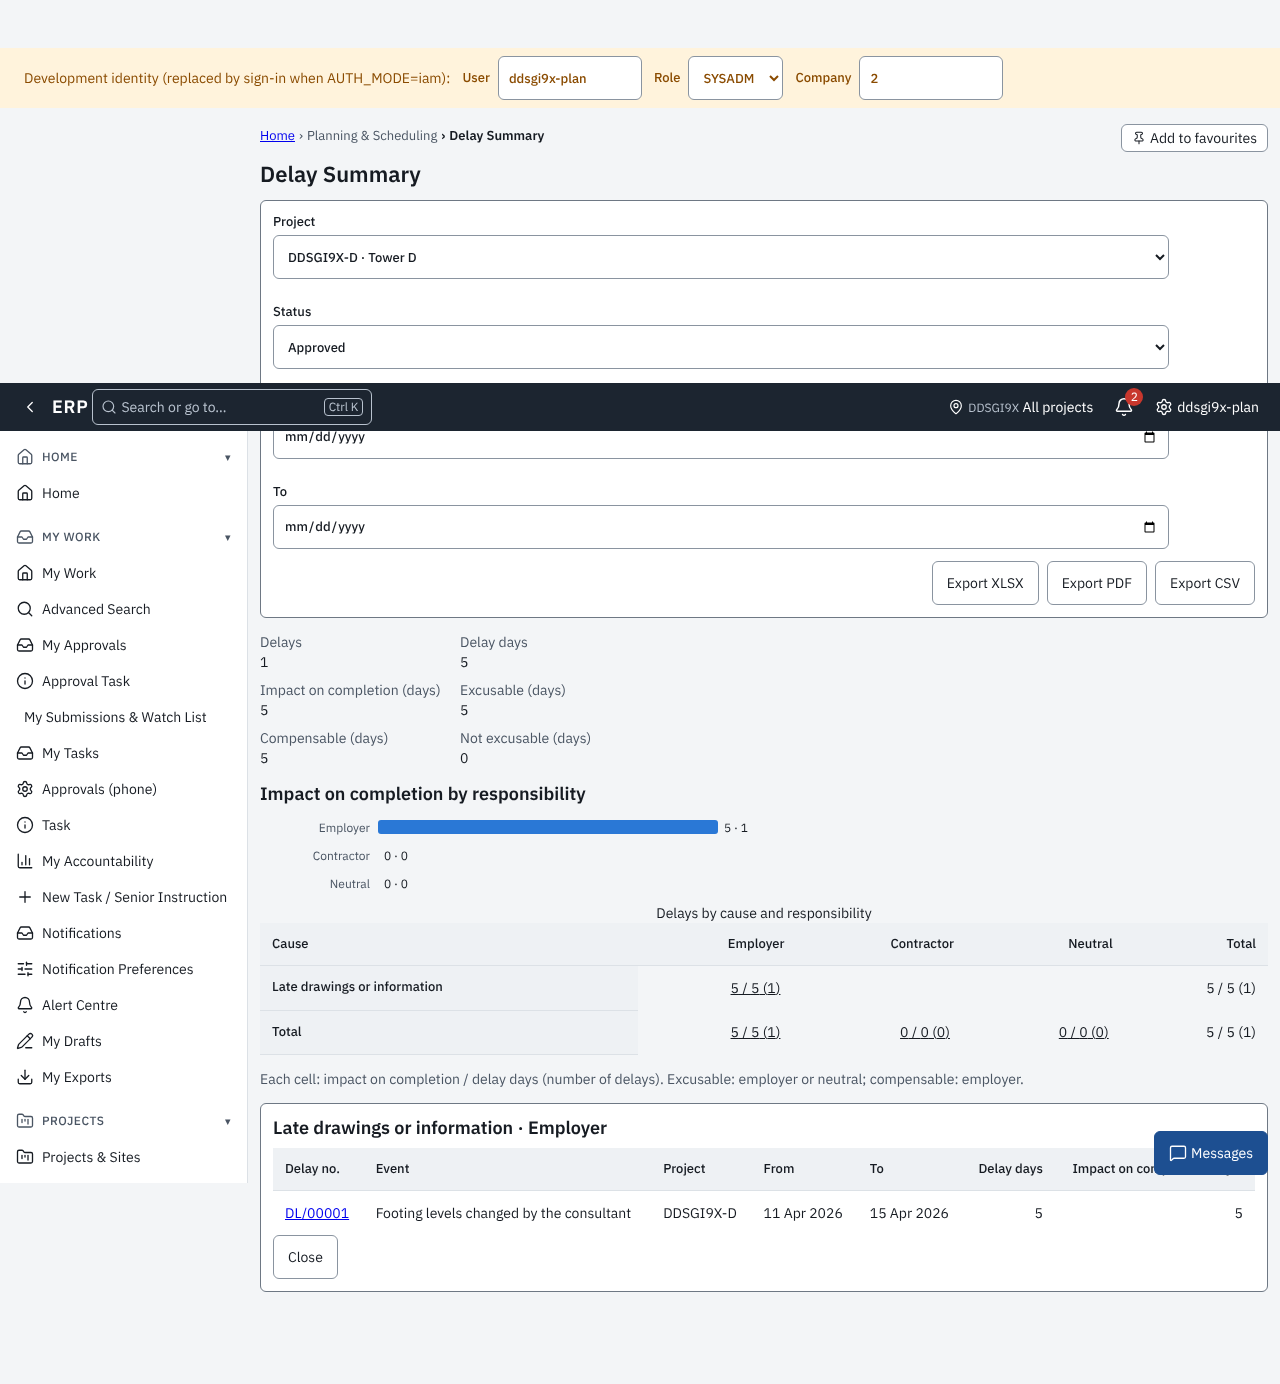 Development identity (replaced by sign-in when AUTH_MODE=iam): User ddsgi9x-plan Role SYSADM Company 2
Home › Planning & Scheduling › Delay Summary
Add to favourites
Delay Summary
Project
DDSGI9X-D · Tower D
Status
Approved
ERP Search or go to... Ctrl K DDSGI9X All projects 2 ddsgi9x-plan
mm/dd/yyyy
To
mm/dd/yyyy
Export XLSX Export PDF Export CSV
HOME
Home
MY WORK
My Work
Advanced Search
My Approvals
Approval Task
My Submissions & Watch List
My Tasks
Approvals (phone)
Task
My Accountability
New Task / Senior Instruction
Notifications
Notification Preferences
Alert Centre
My Drafts
My Exports
PROJECTS
Projects & Sites
Delays Delay days
1 5
Impact on completion (days) Excusable (days)
5 5
Compensable (days) Not excusable (days)
5 0
Impact on completion by responsibility
Employer 5 · 1
Contractor 0 · 0
Neutral 0 · 0
Delays by cause and responsibility
Cause Employer Contractor Neutral Total
Late drawings or information 5 / 5 (1) 5 / 5 (1)
Total 5 / 5 (1) 0 / 0 (0) 0 / 0 (0) 5 / 5 (1)
Each cell: impact on completion / delay days (number of delays). Excusable: employer or neutral; compensable: employer.
Late drawings or information · Employer
Messages
Delay no. Event Project From To Delay days Impact on
DL/00001 Footing levels changed by the consultant DDSGI9X-D 11 Apr 2026 15 Apr 2026 5 5
Close